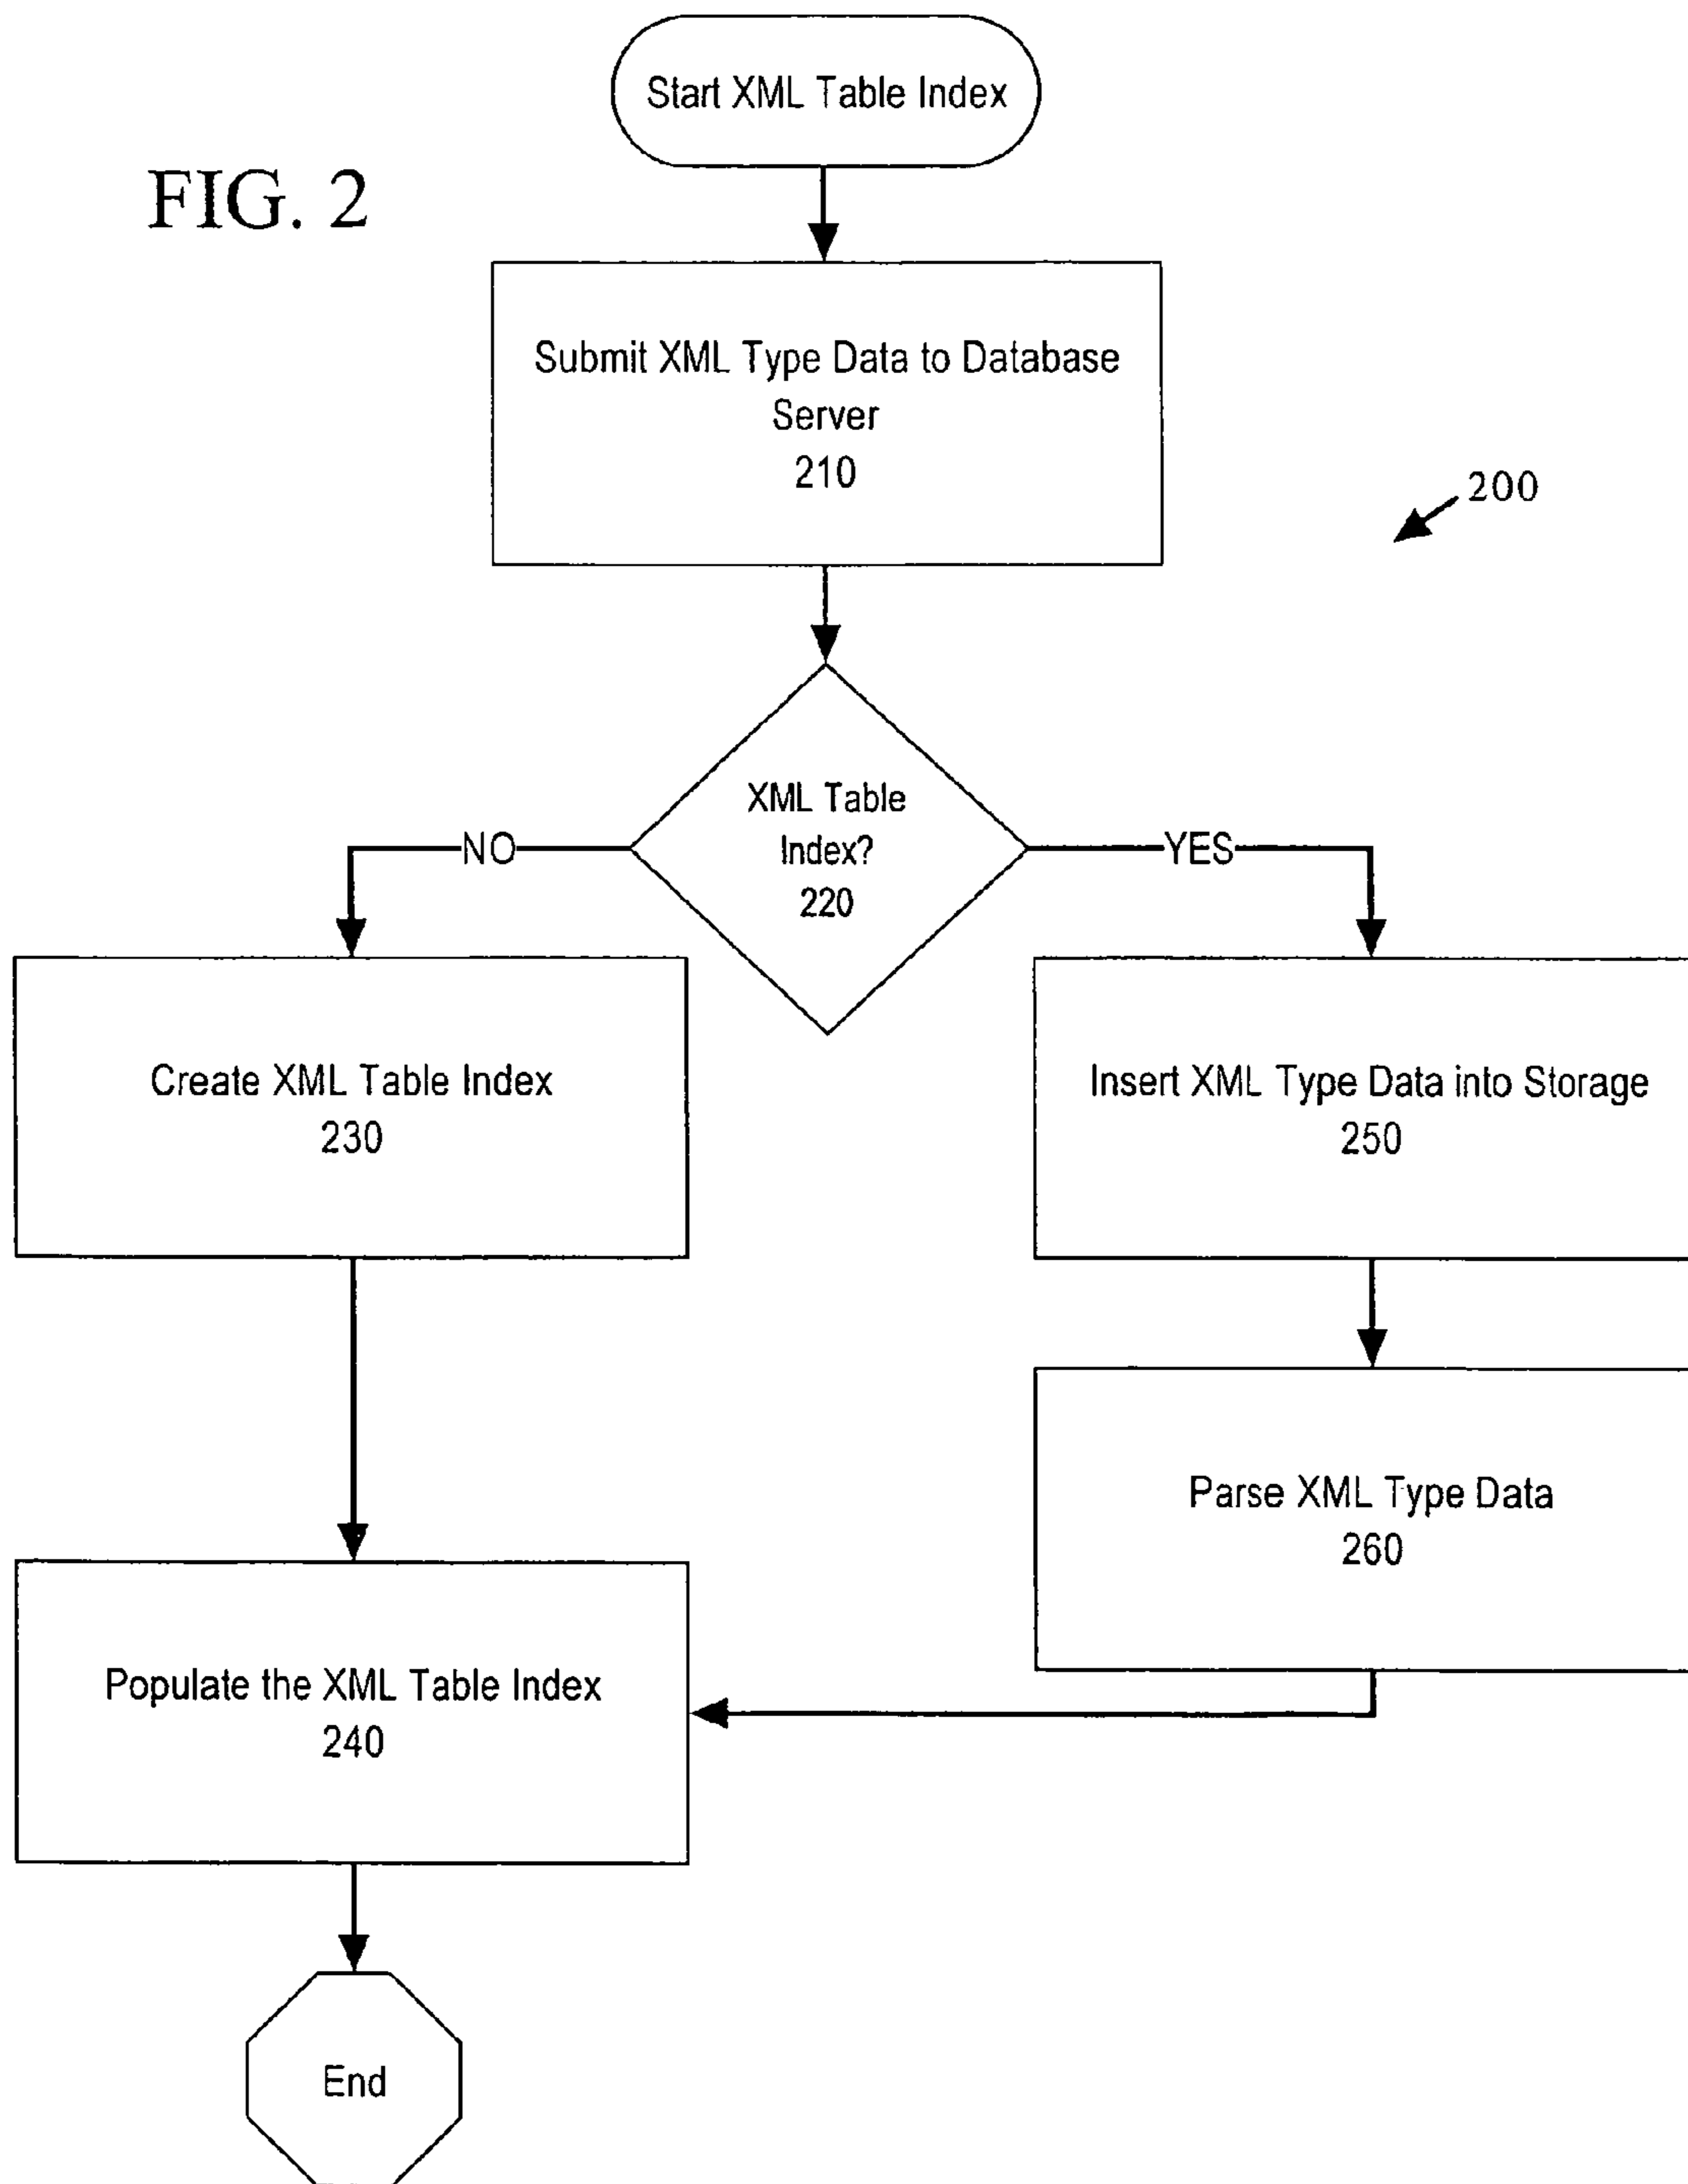 Start XML Table Index
FIG. 2
Submit XML Type Data to Database
Server
210
200
XML Table
Index?
220
NO
YES
Create XML Table Index
230
Insert XML Type Data into Storage
250
Parse XML Type Data
260
Populate the XML Table Index
240
End